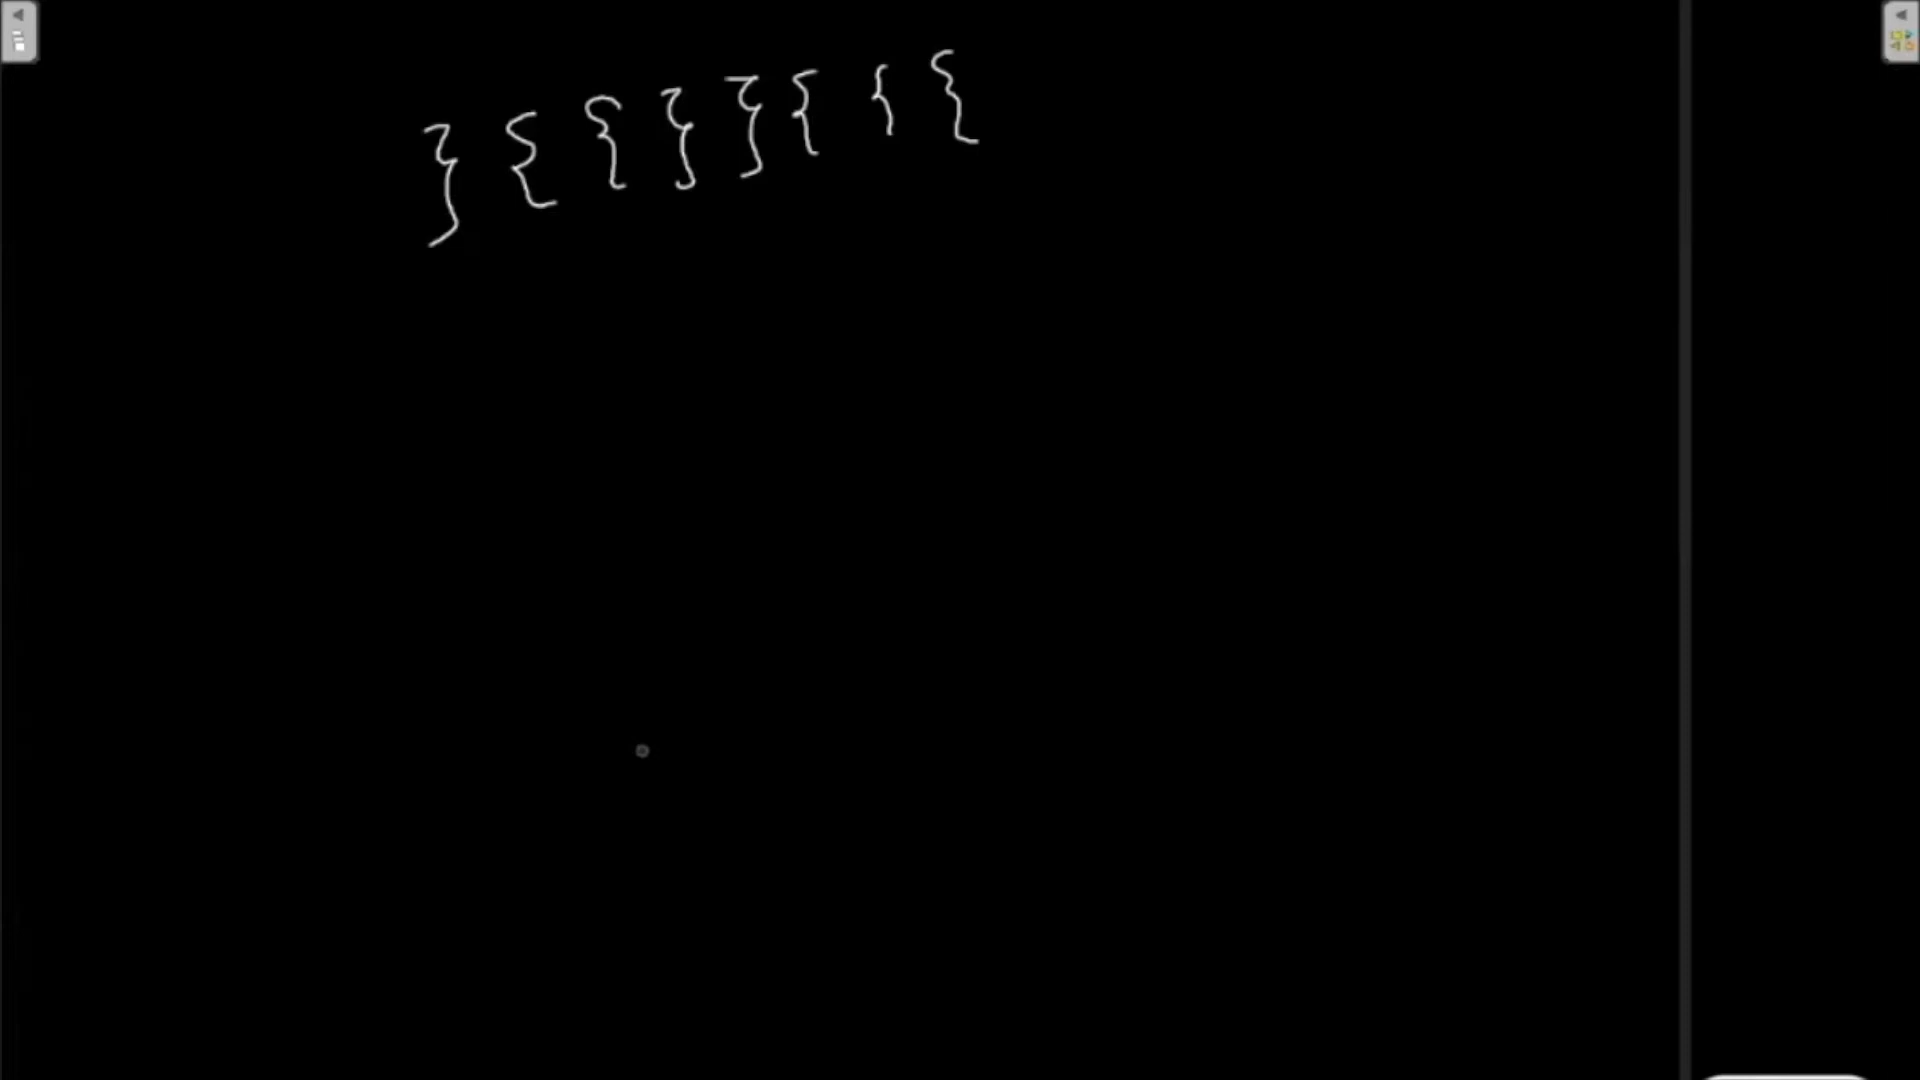 } { { } } { { {